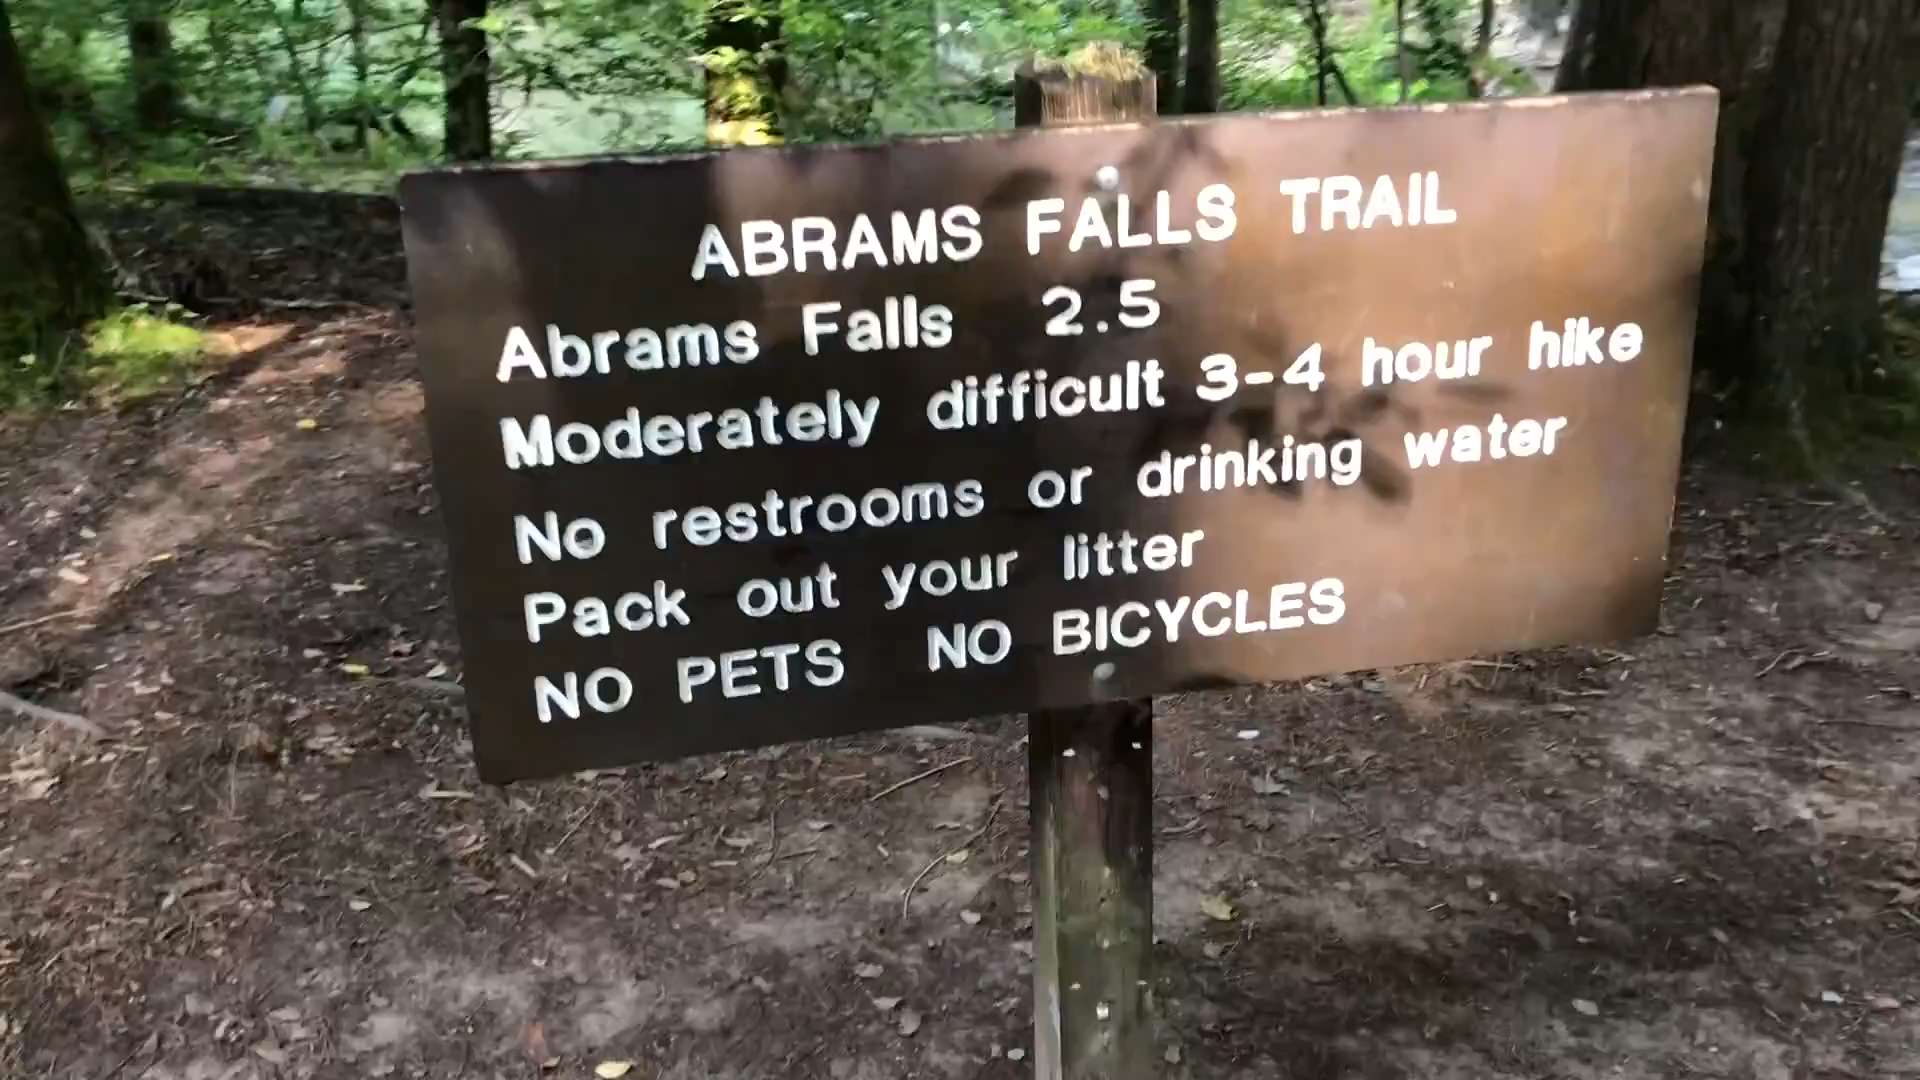 ABRAMS FALLS TRAIL
Abrams Falls 2.5
Moderately difficult 3-4 hour hike
No restrooms or drinking water
Pack out your litter
NO PETS NO BICYCLES